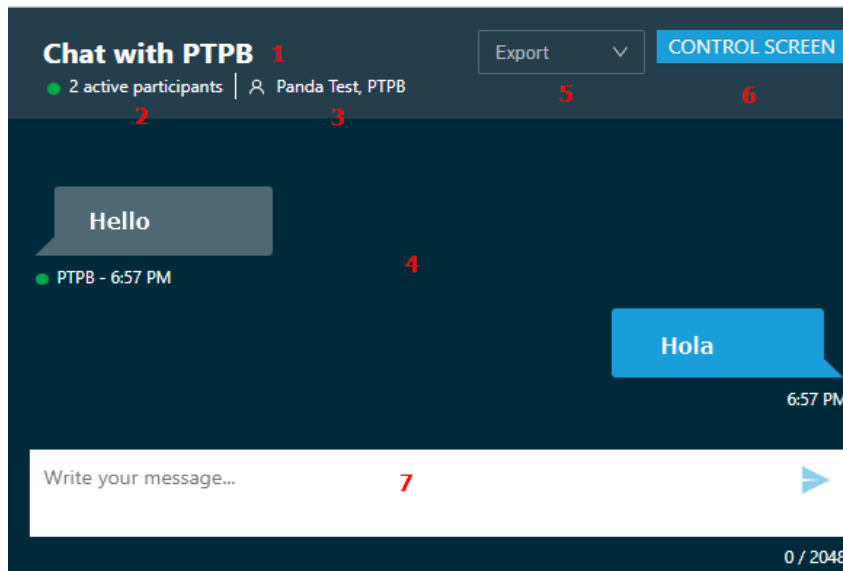 Chat with PTPB 1
Export 5
CONTROL SCREEN 6
2 active participants 2
Panda Test, PTPB 3
Hello
4
PTPB - 6:57 PM
Hola
6:57 PM
Write your message... 7
0 / 2048